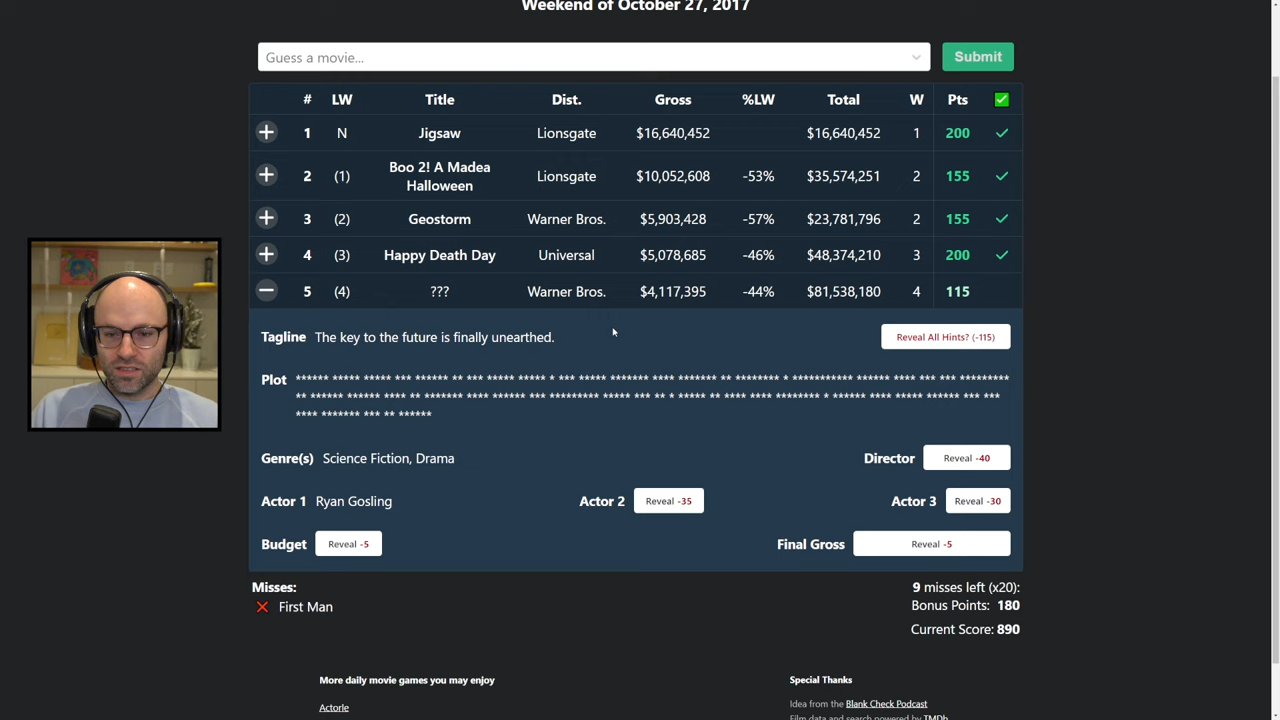 Weekend of October 27, 2017
Guess a movie...
Submit
# LW Title Dist. Gross %LW Total W Pts ✅
1 N Jigsaw Lionsgate $16,640,452 $16,640,452 1 200 ✓
2 (1) Boo 2! A Madea Halloween Lionsgate $10,052,608 -53% $35,574,251 2 155 ✓
3 (2) Geostorm Warner Bros. $5,903,428 -57% $23,781,796 2 155 ✓
4 (3) Happy Death Day Universal $5,078,685 -46% $48,374,210 3 200 ✓
5 (4) ??? Warner Bros. $4,117,395 -44% $81,538,180 4 115
Tagline The key to the future is finally unearthed. Reveal All Hints? (-115)
Plot ****** ***** ***** *** ****** ** *** ***** **** * *** ***** ******* **** ******* ** ******** * *********** ****** **** *** *** *********
** ****** ****** **** ** ******* **** ****** *** ********* ***** *** ** * ***** ** **** **** ******** * ****** **** ***** ****** *** ***
**** ******* *** ** ******
Genre(s) Science Fiction, Drama Director Reveal -40
Actor 1 Ryan Gosling Actor 2 Reveal -35 Actor 3 Reveal -30
Budget Reveal -5 Final Gross Reveal -5
Misses: 9 misses left (x20):
❌ First Man Bonus Points: 180
Current Score: 890
More daily movie games you may enjoy Special Thanks
Actorle Idea from the Blank Check Podcast
Film data and search powered by TMDb